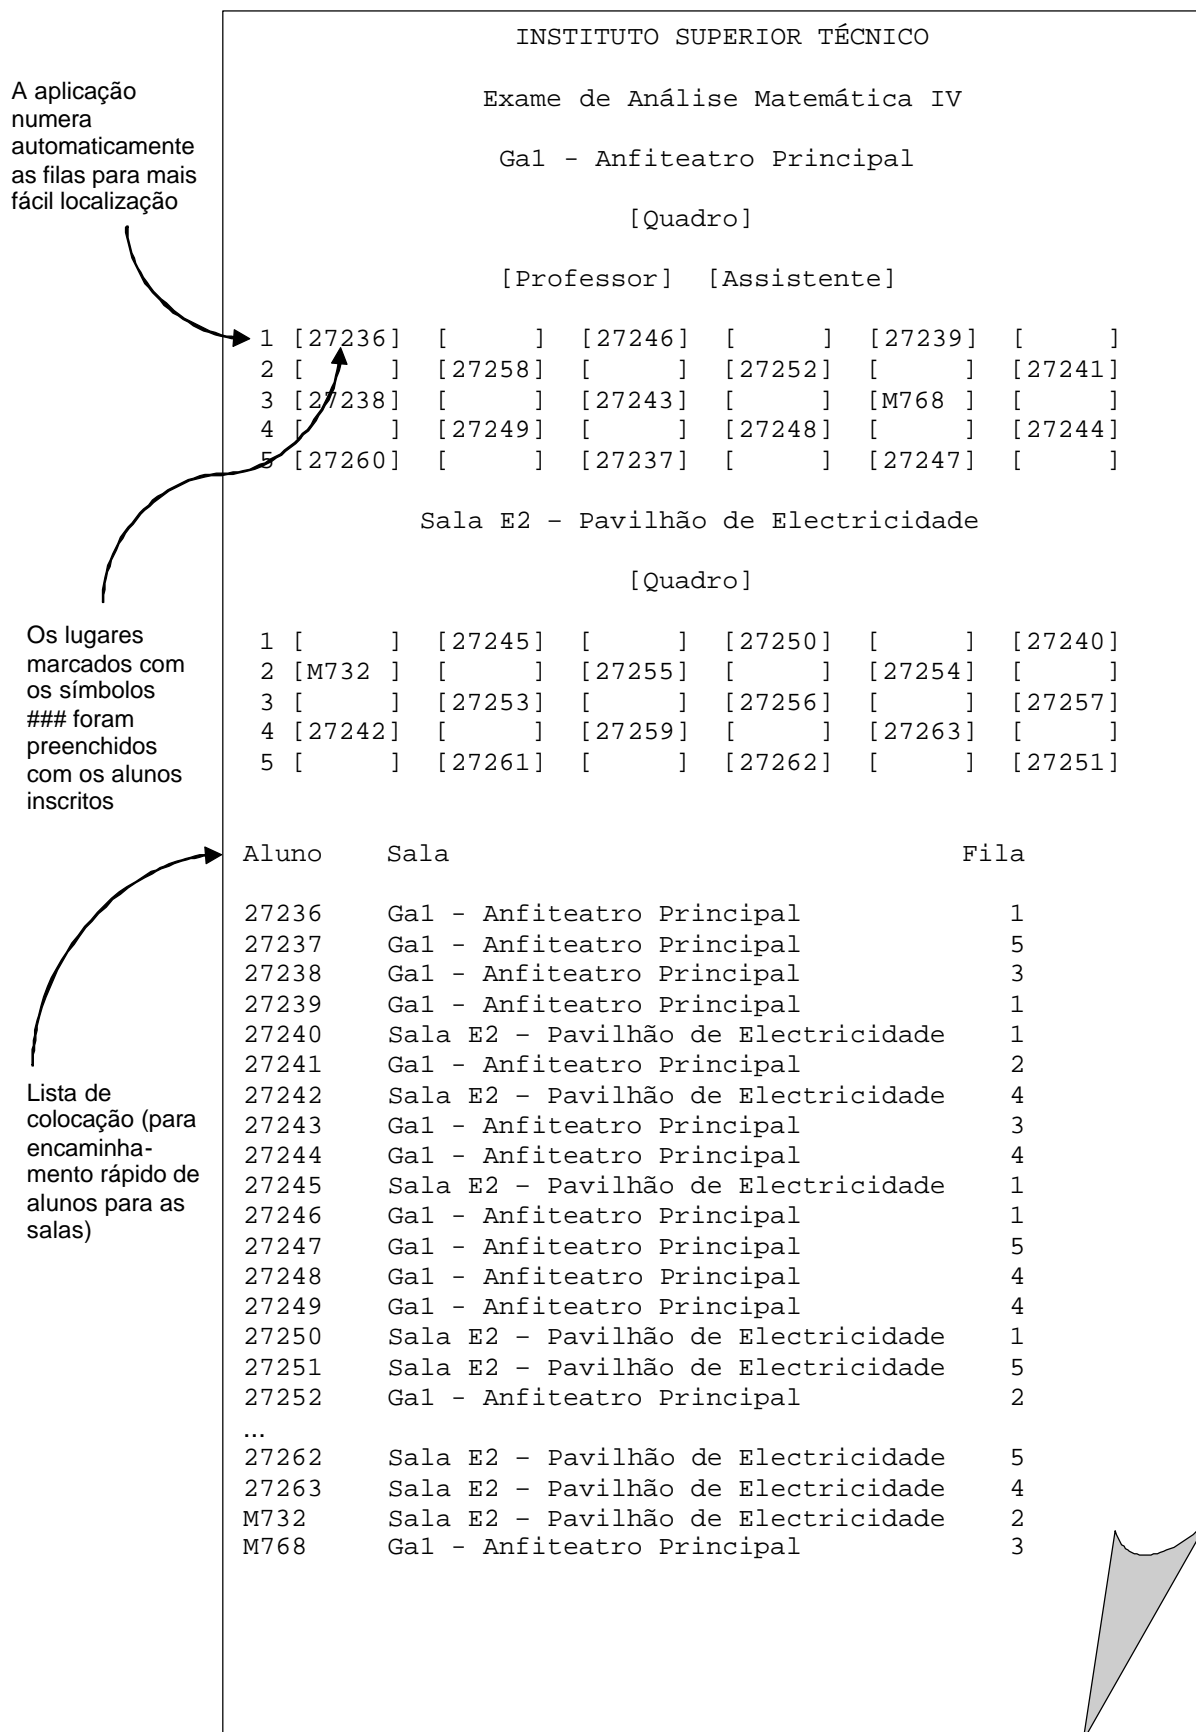 INSTITUTO SUPERIOR TÉCNICO
Exame de Análise Matemática IV
Ga1 - Anfiteatro Principal
[Quadro]
[Professor] [Assistente]
1 [27236] [     ] [27246] [     ] [27239] [     ]
2 [     ] [27258] [     ] [27252] [     ] [27241]
3 [27238] [     ] [27243] [     ] [M768 ] [     ]
4 [     ] [27249] [     ] [27248] [     ] [27244]
5 [27260] [     ] [27237] [     ] [27247] [     ]
Sala E2 – Pavilhão de Electricidade
[Quadro]
1 [     ] [27245] [     ] [27250] [     ] [27240]
2 [M732 ] [     ] [27255] [     ] [27254] [     ]
3 [     ] [27253] [     ] [27256] [     ] [27257]
4 [27242] [     ] [27259] [     ] [27263] [     ]
5 [     ] [27261] [     ] [27262] [     ] [27251]
Aluno Sala Fila
27236 Ga1 - Anfiteatro Principal 1
27237 Ga1 - Anfiteatro Principal 5
27238 Ga1 - Anfiteatro Principal 3
27239 Ga1 - Anfiteatro Principal 1
27240 Sala E2 – Pavilhão de Electricidade 1
27241 Ga1 - Anfiteatro Principal 2
27242 Sala E2 – Pavilhão de Electricidade 4
27243 Ga1 - Anfiteatro Principal 3
27244 Ga1 - Anfiteatro Principal 4
27245 Sala E2 – Pavilhão de Electricidade 1
27246 Ga1 - Anfiteatro Principal 1
27247 Ga1 - Anfiteatro Principal 5
27248 Ga1 - Anfiteatro Principal 4
27249 Ga1 - Anfiteatro Principal 4
27250 Sala E2 – Pavilhão de Electricidade 1
27251 Sala E2 – Pavilhão de Electricidade 5
27252 Ga1 - Anfiteatro Principal 2
...
27262 Sala E2 – Pavilhão de Electricidade 5
27263 Sala E2 – Pavilhão de Electricidade 4
M732 Sala E2 – Pavilhão de Electricidade 2
M768 Ga1 - Anfiteatro Principal 3
A aplicação
numera
automaticamente
as filas para mais
fácil localização
Os lugares
marcados com
os símbolos
### foram
preenchidos
com os alunos
inscritos
Lista de
colocação (para
encaminha-
mento rápido de
alunos para as
salas)